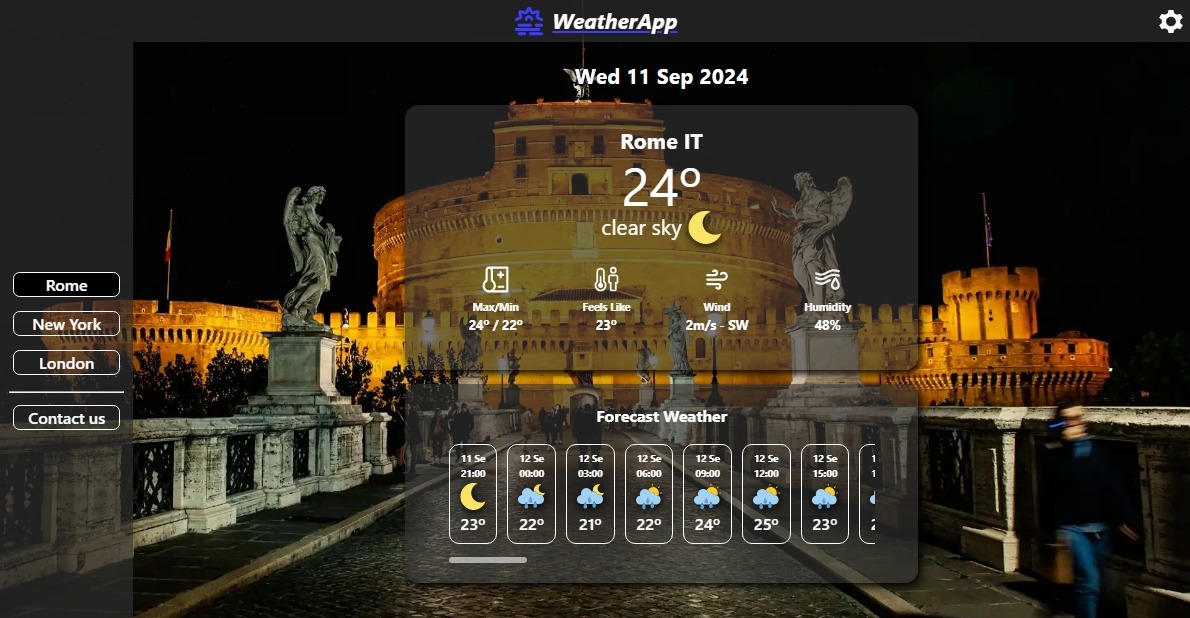 WeatherApp
Wed 11 Sep 2024
Rome
New York
London
Contact us
Rome IT
24º
clear sky
Max/Min
24º / 22º
Feels Like
23º
Wind
2m/s - SW
Humidity
48%
Forecast Weather
11 Se
21:00
23º
12 Se
00:00
22º
12 Se
03:00
21º
12 Se
06:00
22º
12 Se
09:00
24º
12 Se
12:00
25º
12 Se
15:00
23º